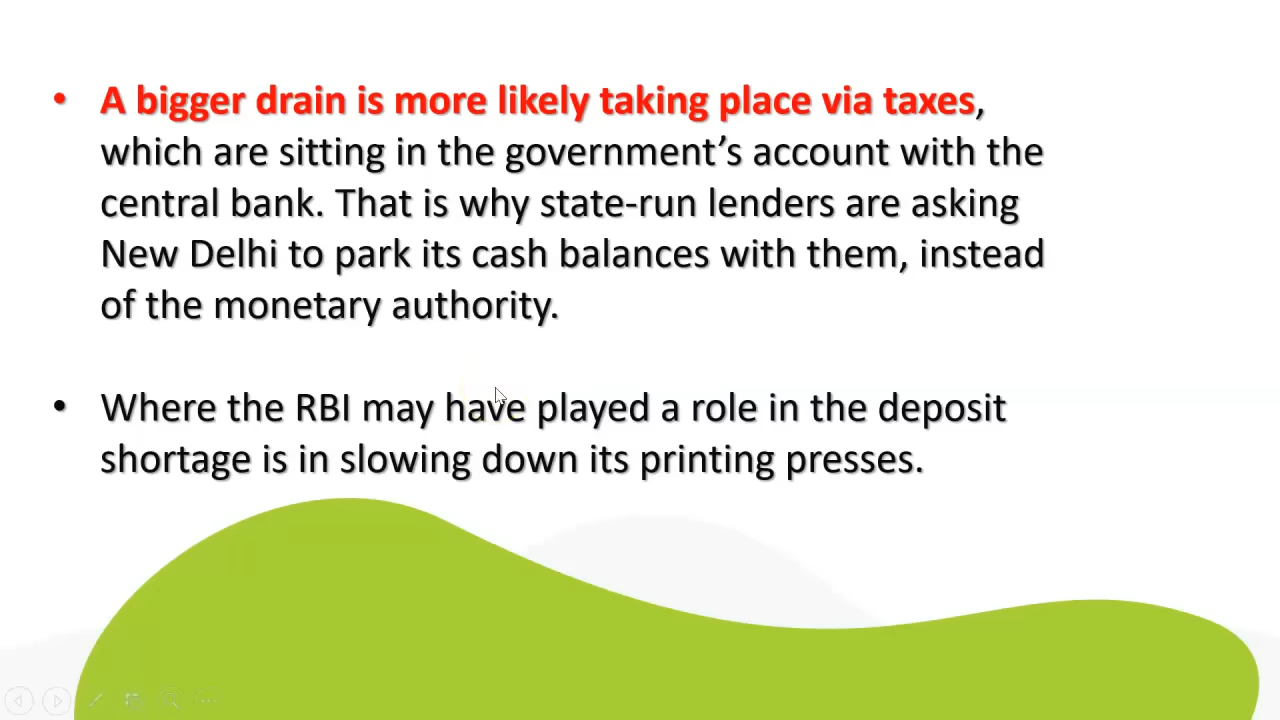 • A bigger drain is more likely taking place via taxes,
which are sitting in the government’s account with the
central bank. That is why state-run lenders are asking
New Delhi to park its cash balances with them, instead
of the monetary authority.
• Where the RBI may have played a role in the deposit
shortage is in slowing down its printing presses.